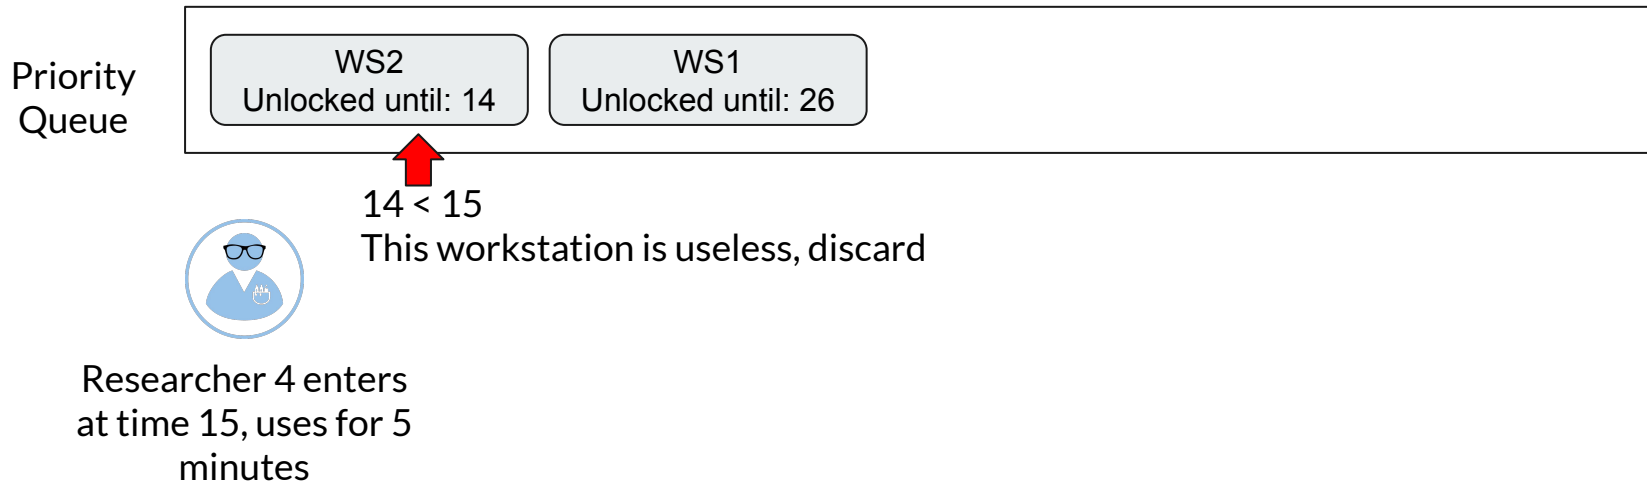 Priority
Queue
WS2
Unlocked until: 14
WS1
Unlocked until: 26
14 < 15
This workstation is useless, discard
Researcher 4 enters
at time 15, uses for 5
minutes